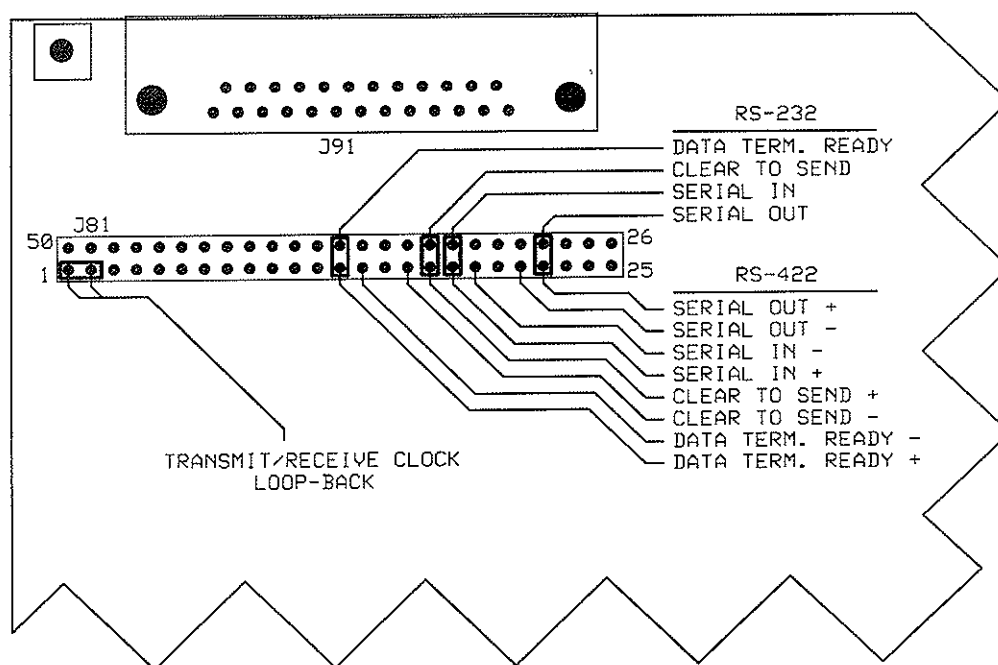 J91
RS-232
DATA TERM. READY
CLEAR TO SEND
SERIAL IN
SERIAL OUT
J81
50
26
1
25
RS-422
SERIAL OUT +
SERIAL OUT -
SERIAL IN -
SERIAL IN +
CLEAR TO SEND +
CLEAR TO SEND -
DATA TERM. READY -
DATA TERM. READY +
TRANSMIT/RECEIVE CLOCK
LOOP-BACK